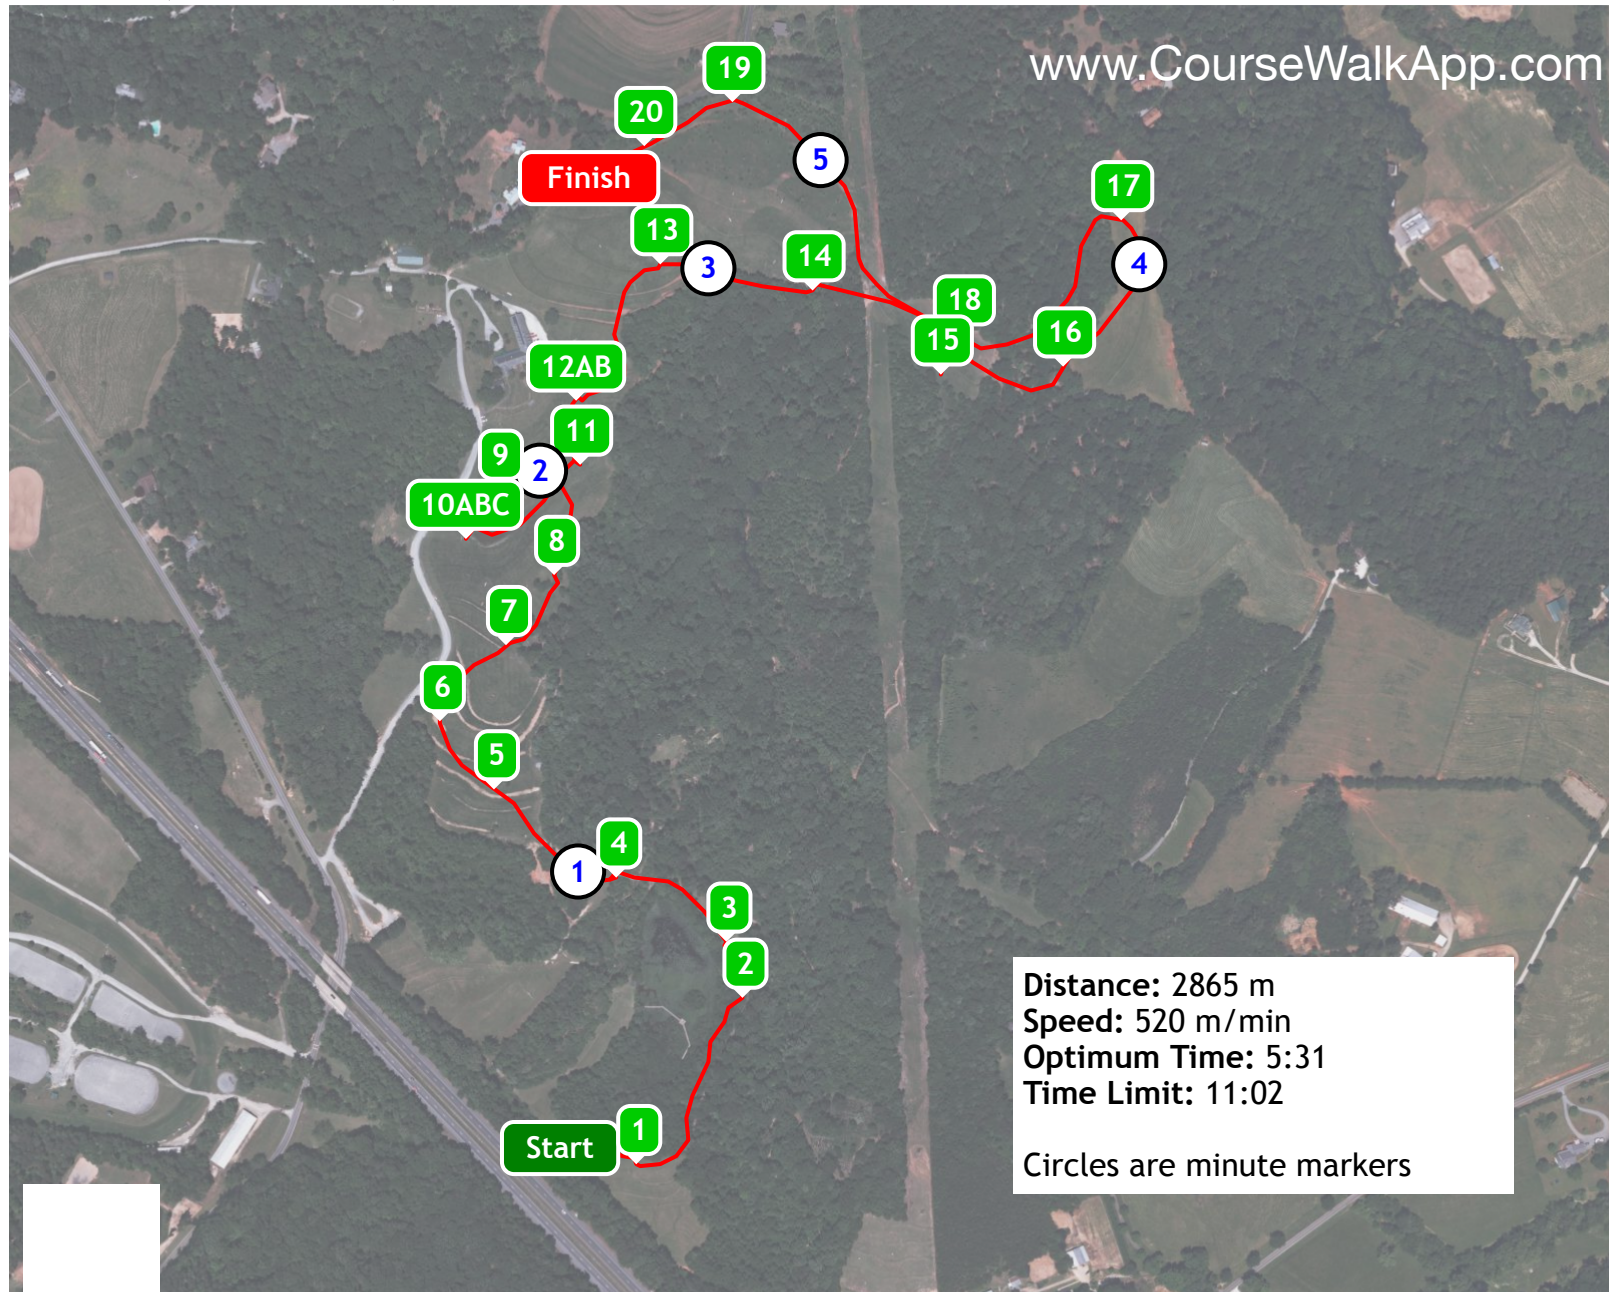 www.CourseWalkApp.com
19
20
5
Finish
17
13
3
14
4
18
15
16
12AB
11
9
2
10ABC
8
7
6
5
4
1
3
2
1
Start
Distance: 2865 m
Speed: 520 m/min
Optimum Time: 5:31
Time Limit: 11:02
Circles are minute markers